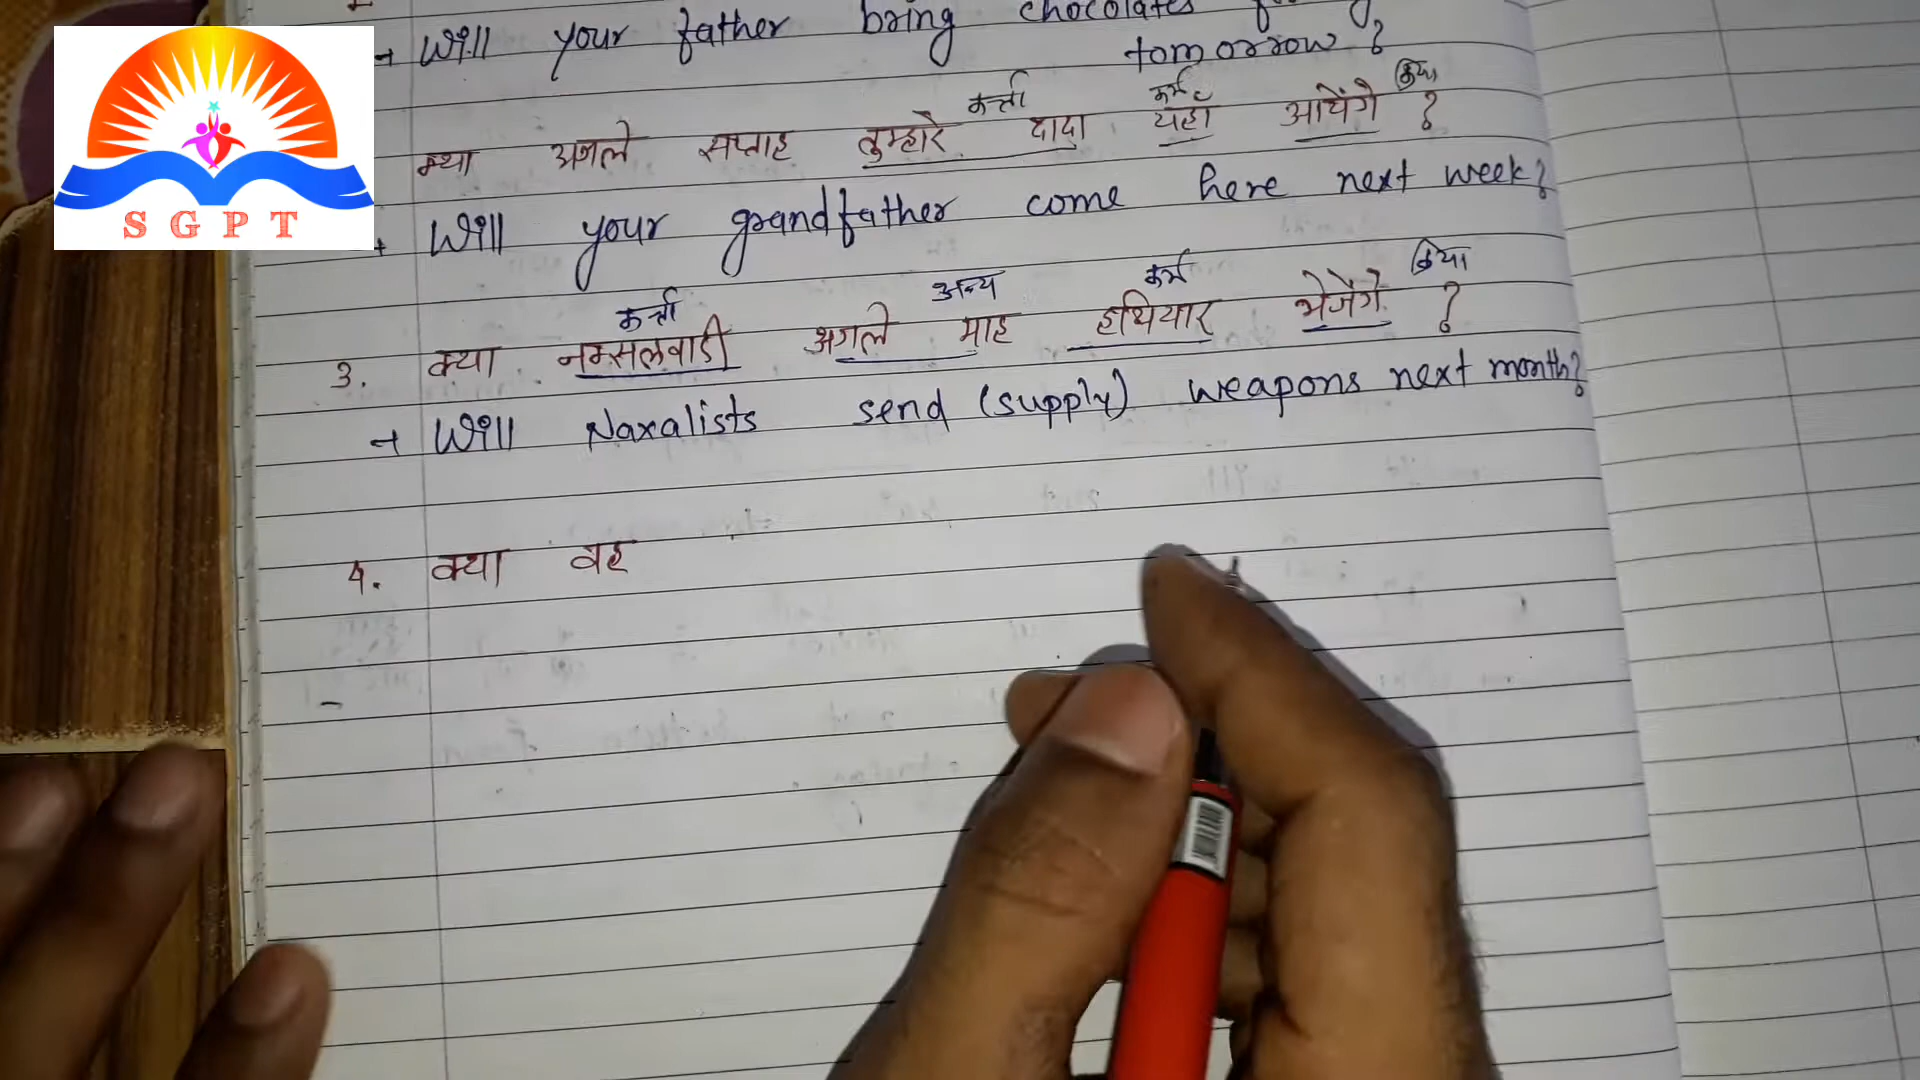 → Will your father bring chocolates
tomorrow?
कर्त्ता कर्म क्रिया
क्या अगले सप्ताह तुम्हारे दादा यहाँ आयेंगे ?
→ Will your grandfather come here next week?
कर्त्ता अन्य कर्म क्रिया
3. क्या नक्सलवादी अगले माह हथियार भेजेंगे ?
→ Will Naxalists send (supply) weapons next month?
4. क्या वह
SGPT